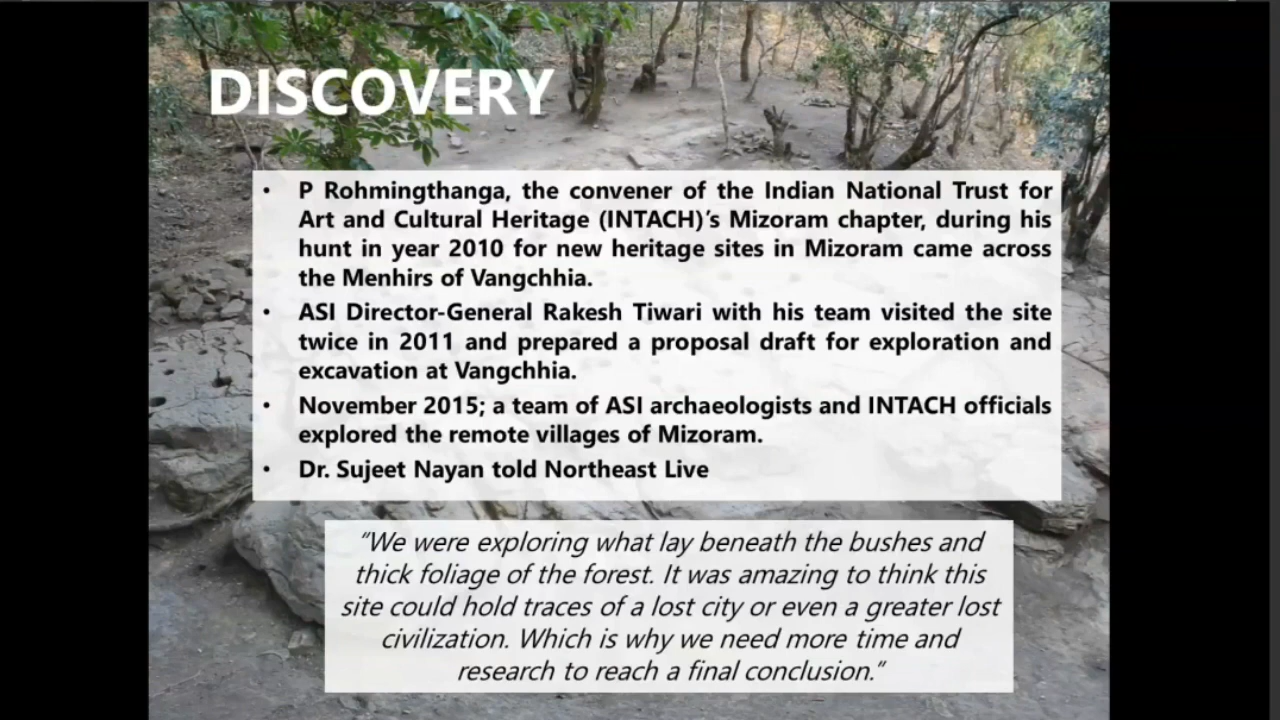 DISCOVERY
• P Rohmingthanga, the convener of the Indian National Trust for
Art and Cultural Heritage (INTACH)’s Mizoram chapter, during his
hunt in year 2010 for new heritage sites in Mizoram came across
the Menhirs of Vangchhia.
• ASI Director-General Rakesh Tiwari with his team visited the site
twice in 2011 and prepared a proposal draft for exploration and
excavation at Vangchhia.
• November 2015; a team of ASI archaeologists and INTACH officials
explored the remote villages of Mizoram.
• Dr. Sujeet Nayan told Northeast Live
“We were exploring what lay beneath the bushes and
thick foliage of the forest. It was amazing to think this
site could hold traces of a lost city or even a greater lost
civilization. Which is why we need more time and
research to reach a final conclusion.”